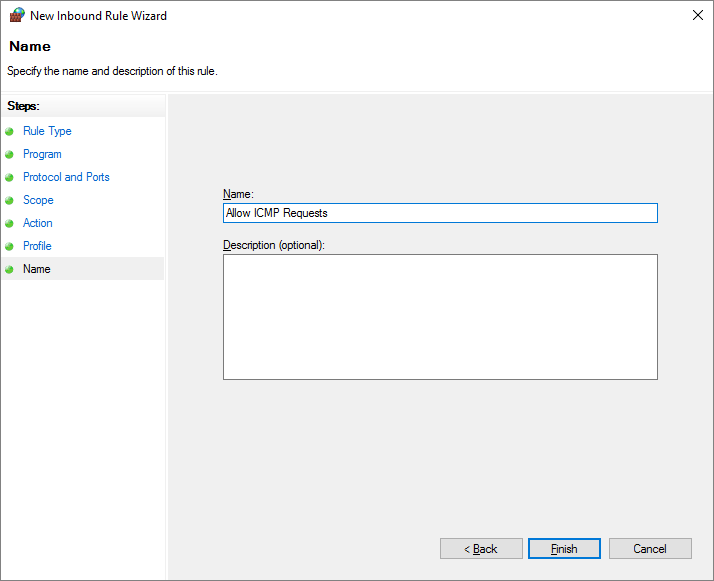 New Inbound Rule Wizard
Name
Specify the name and description of this rule.
Steps:
Rule Type
Program
Protocol and Ports
Scope
Action
Profile
Name
Name:
Allow ICMP Requests
Description (optional):
< Back Finish Cancel